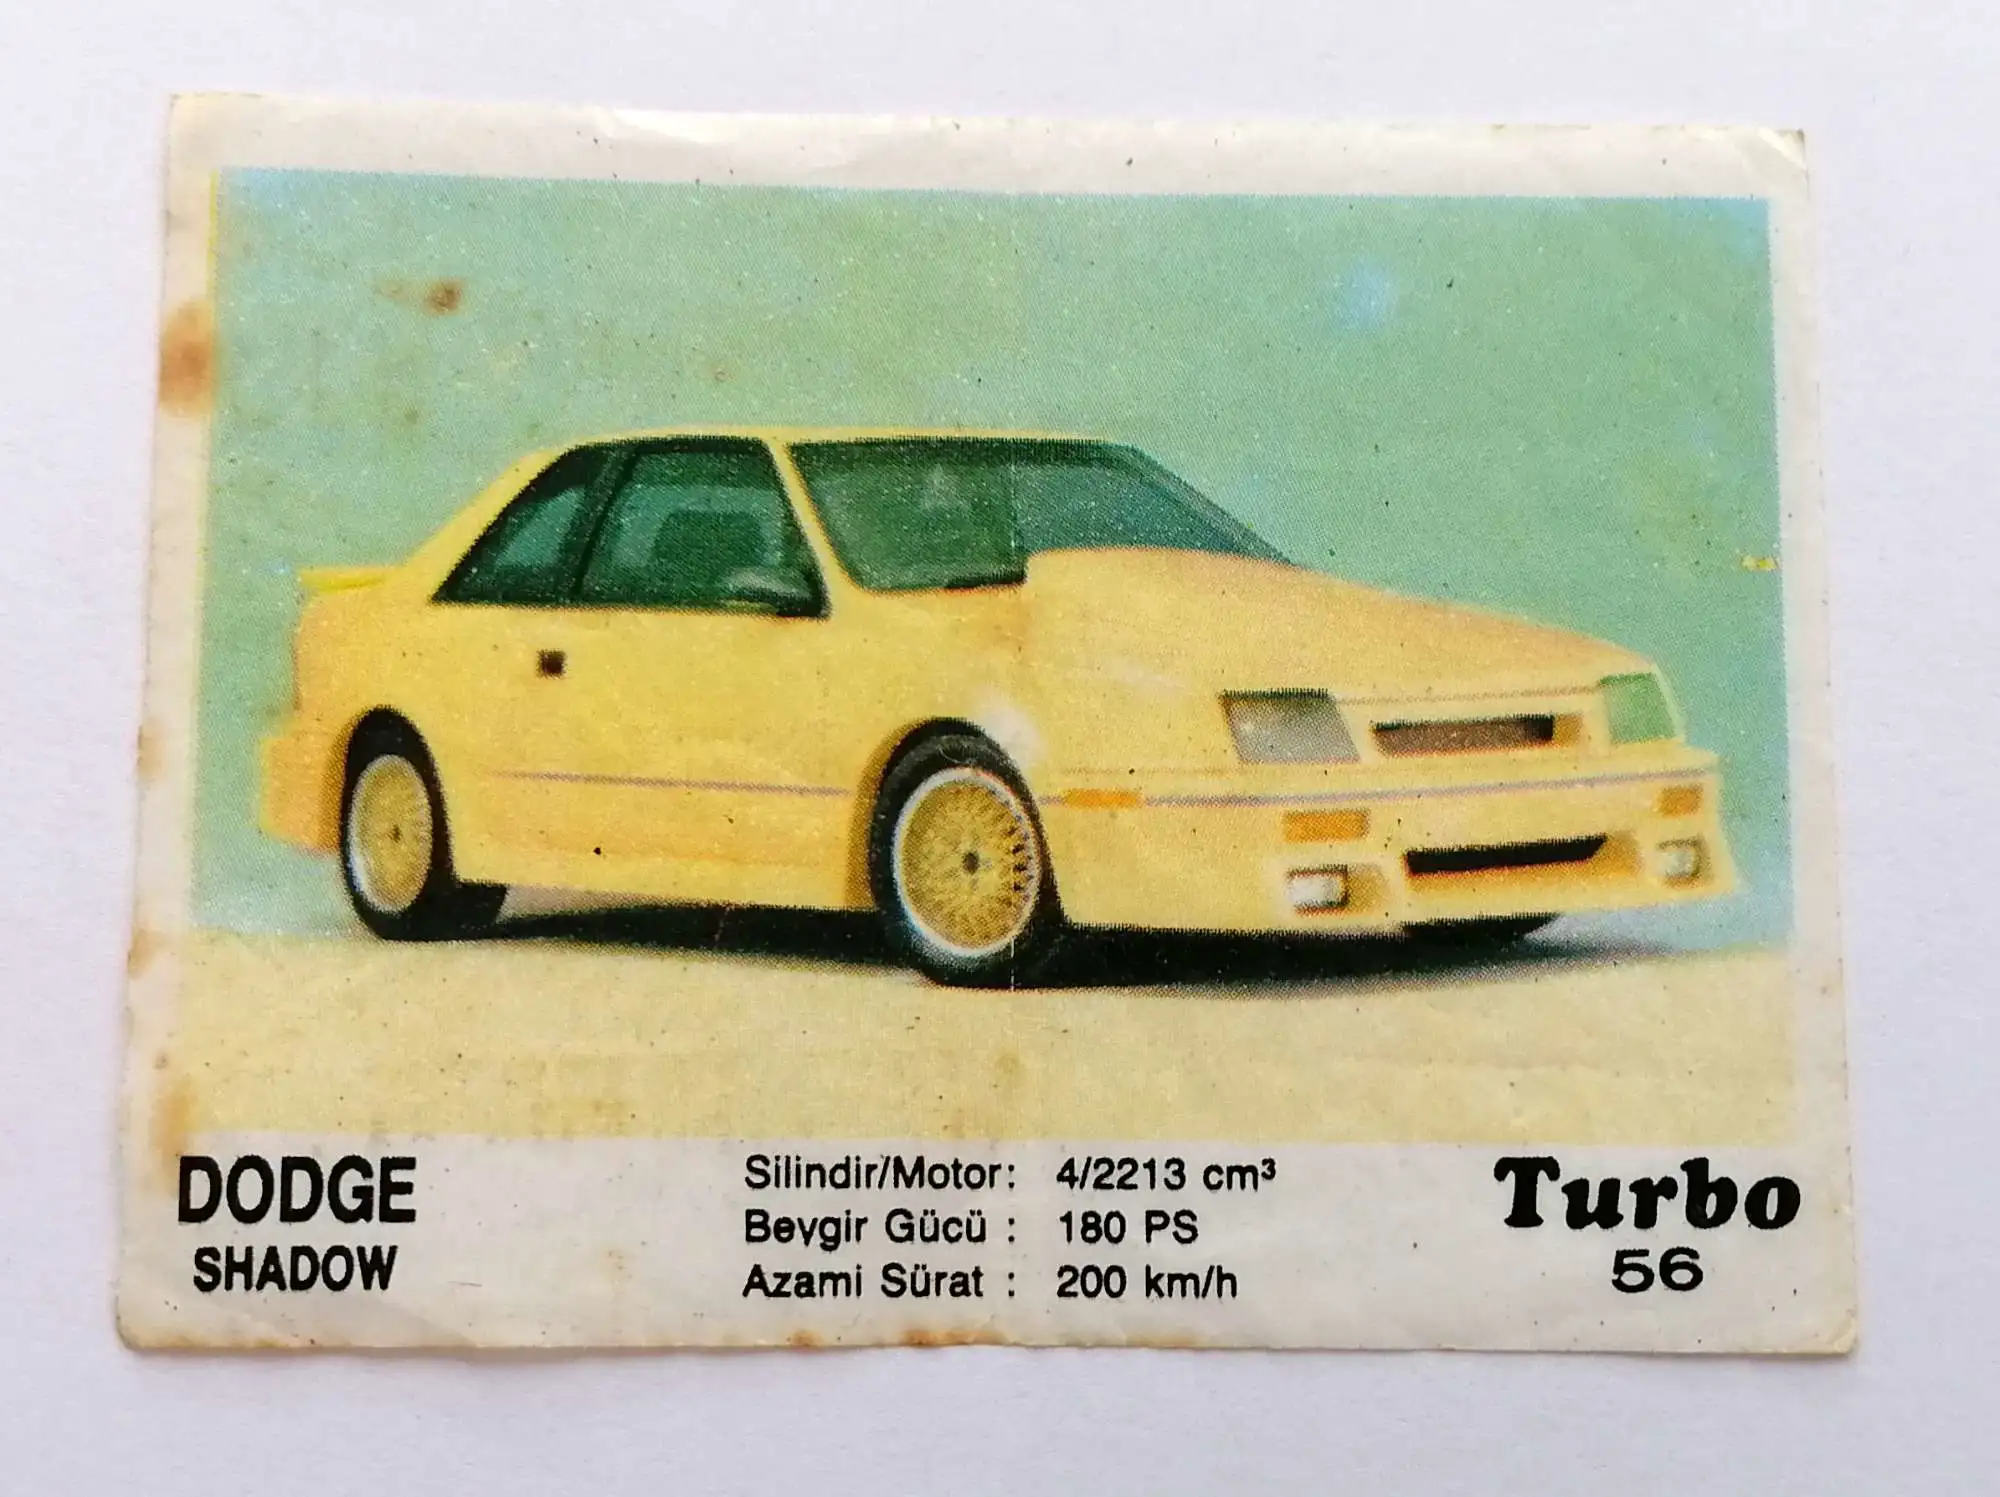 DODGE
SHADOW
Silindir/Motor: 4/2213 cm³
Beygir Gücü : 180 PS
Azami Sürat : 200 km/h
Turbo
56